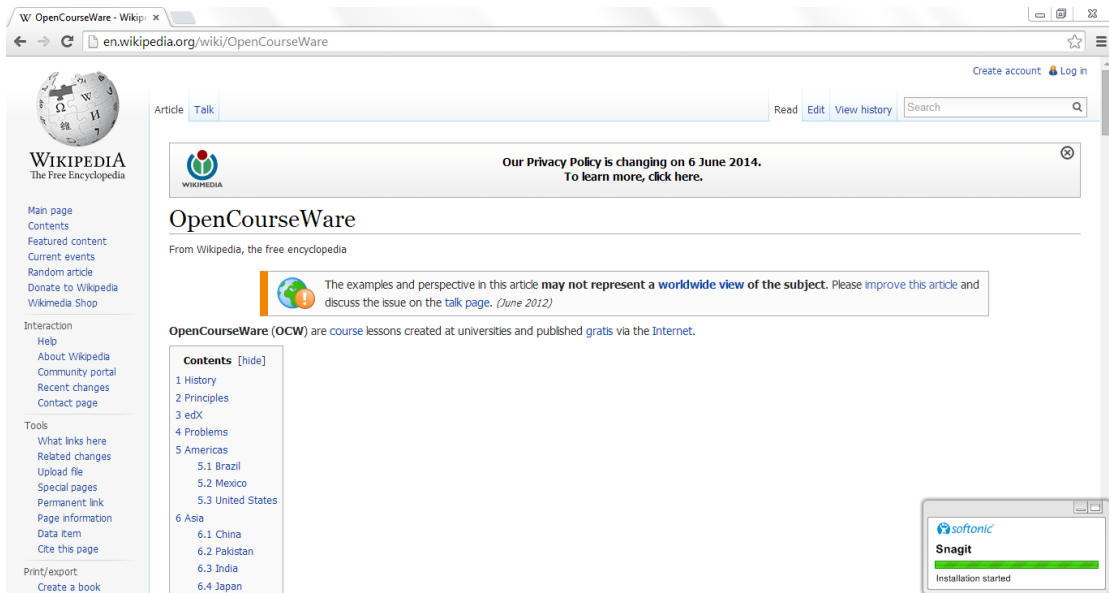 OpenCourseWare - Wikip
en.wikipedia.org/wiki/OpenCourseWare
Create account Log in
Article Talk
Read Edit View history Search
WIKIPEDIA
The Free Encyclopedia
WIKIMEDIA
Our Privacy Policy is changing on 6 June 2014.
To learn more, click here.
Main page
Contents
Featured content
Current events
Random article
Donate to Wikipedia
Wikimedia Shop
Interaction
Help
About Wikipedia
Community portal
Recent changes
Contact page
Tools
What links here
Related changes
Upload file
Special pages
Permanent link
Page information
Data item
Cite this page
Print/export
Create a book
OpenCourseWare
From Wikipedia, the free encyclopedia
The examples and perspective in this article may not represent a worldwide view of the subject. Please improve this article and
discuss the issue on the talk page. (June 2012)
OpenCourseWare (OCW) are course lessons created at universities and published gratis via the Internet.
Contents [hide]
1 History
2 Principles
3 edX
4 Problems
5 Americas
5.1 Brazil
5.2 Mexico
5.3 United States
6 Asia
6.1 China
6.2 Pakistan
6.3 India
6.4 Japan
softonic
Snagit
Installation started